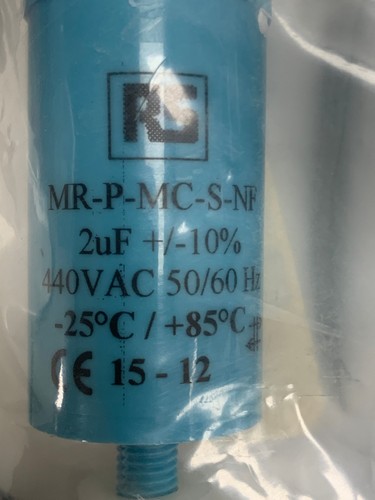 RS
MR-P-MC-S-NF
2uF +/-10%
440VAC 50/60 Hz
-25°C / +85°C
CE 15 - 12